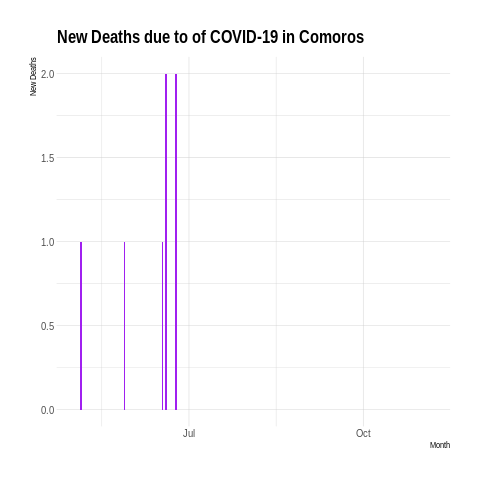 New Deaths due to of COVID-19 in Comoros
New Deaths
2.0
1.5
1.0
0.5
0.0
Jul
Oct
Month